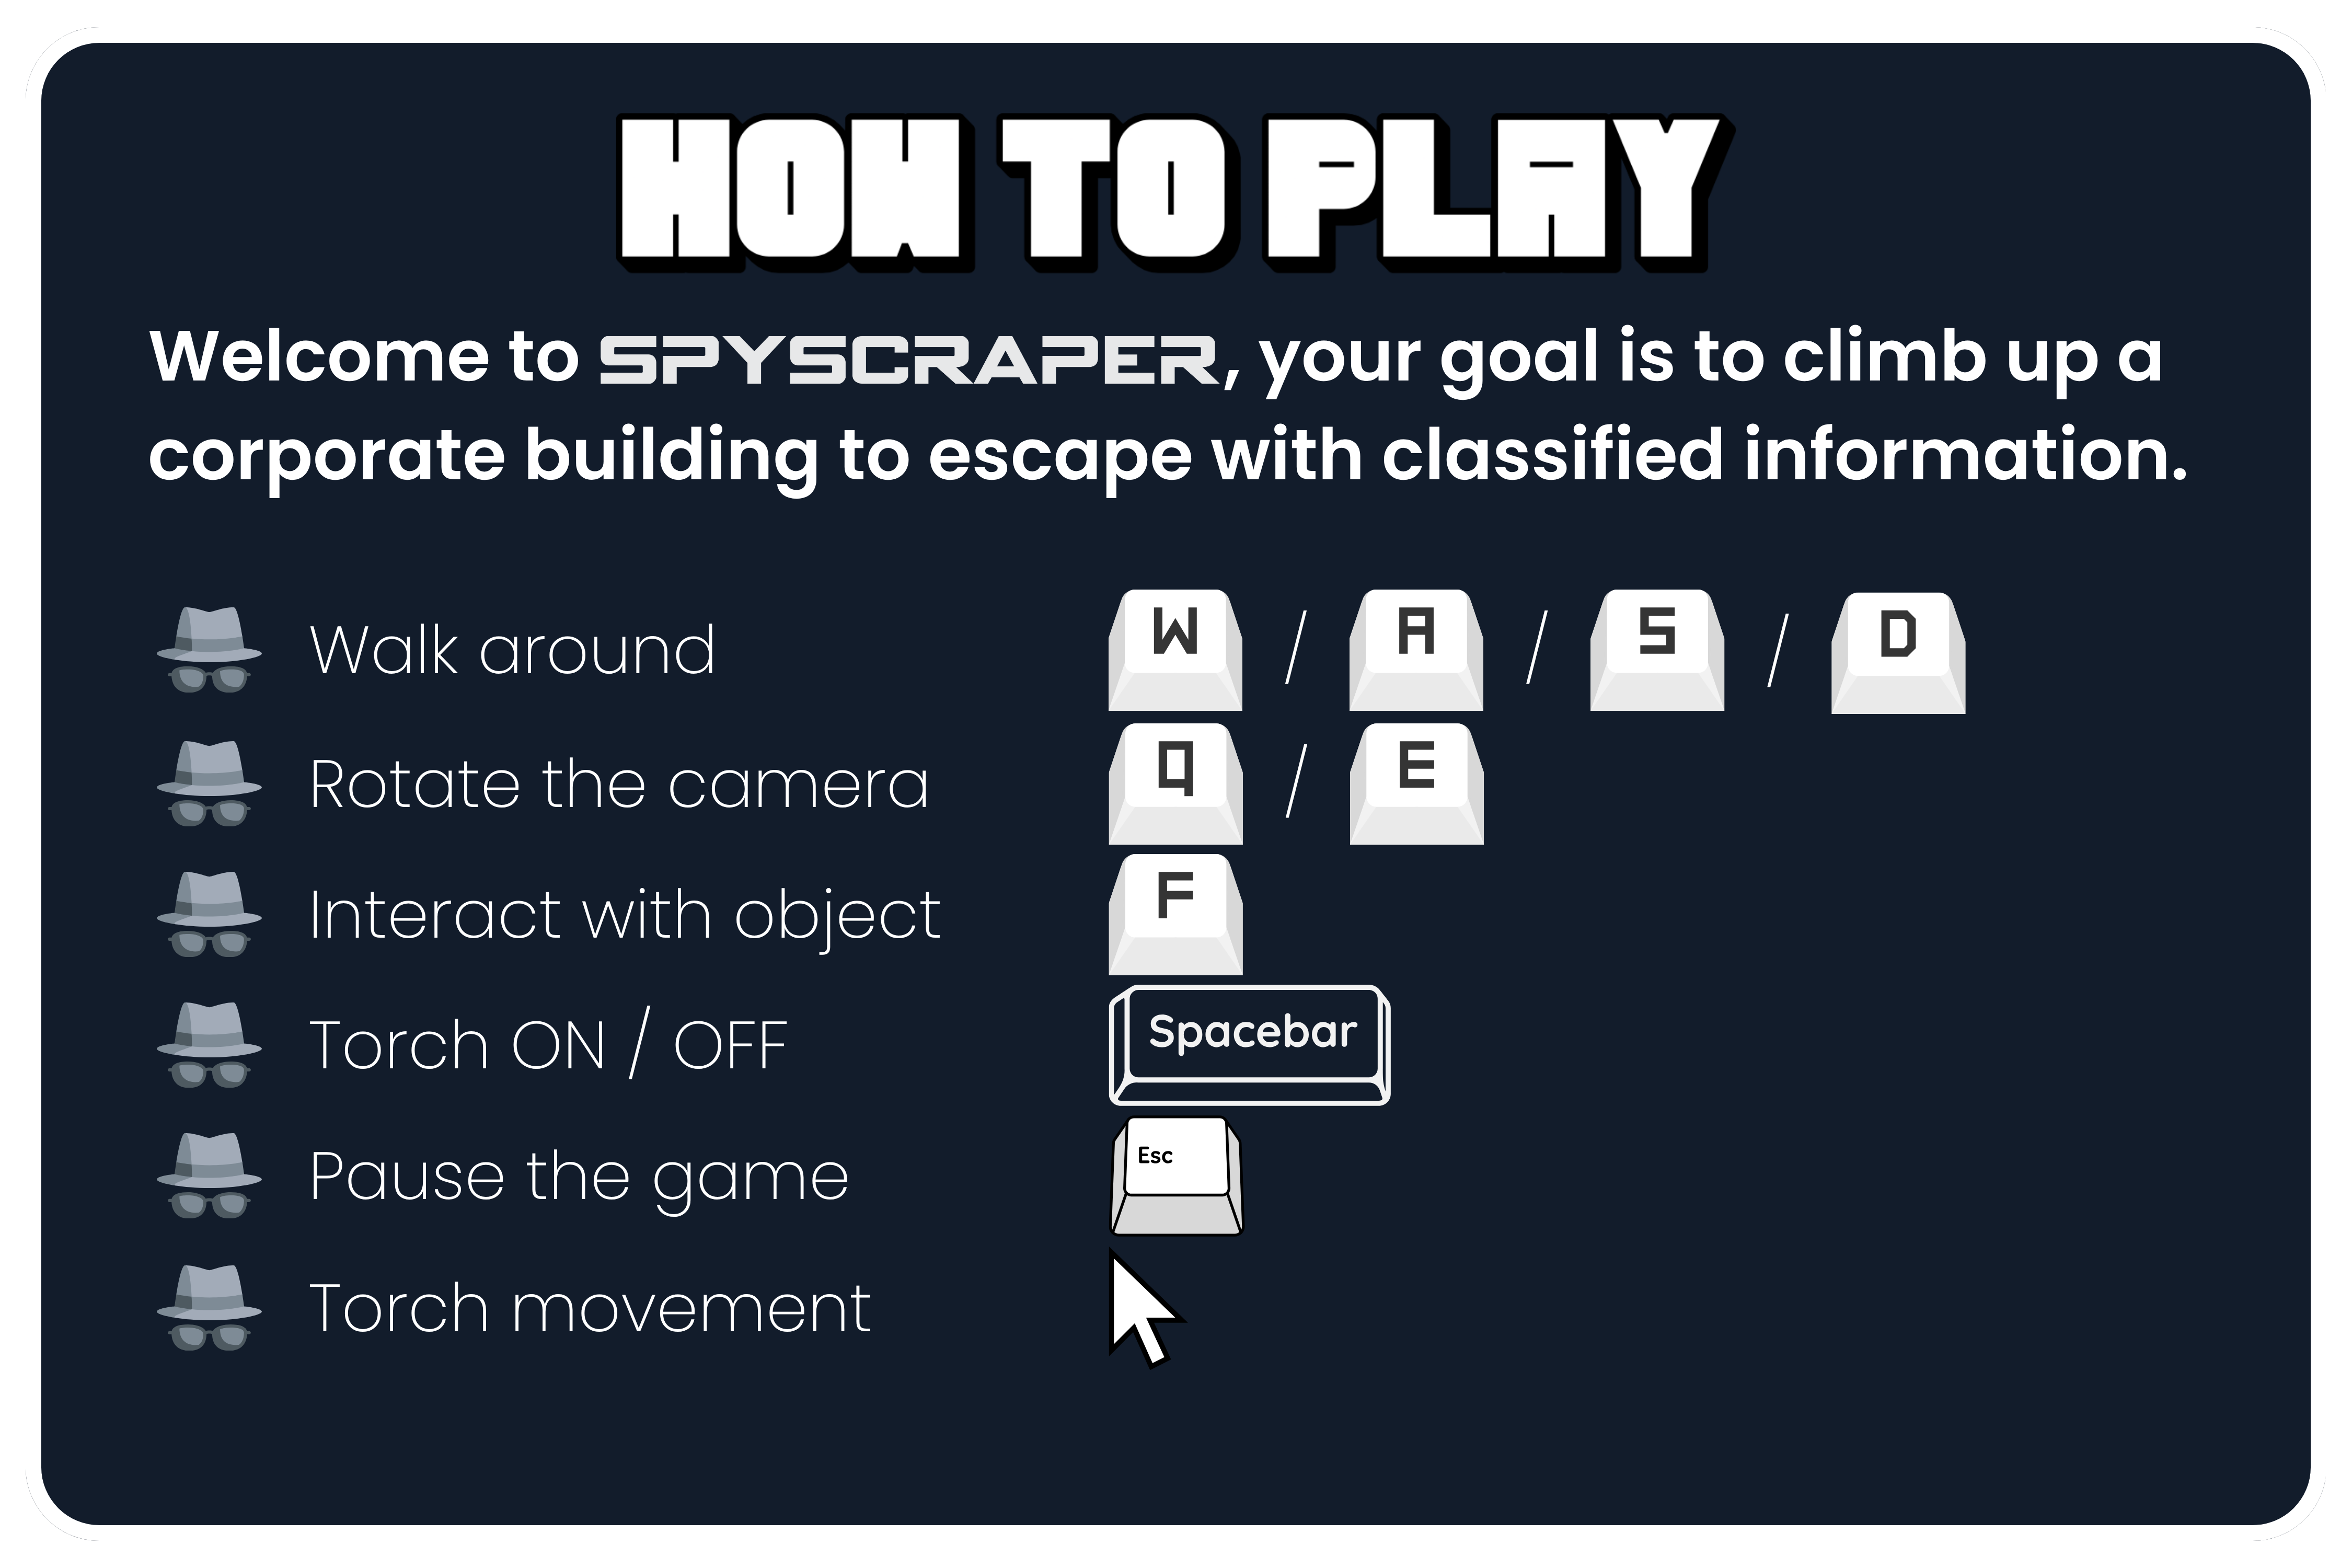 HOW TO PLAY
Welcome to SPYSCRAPER, your goal is to climb up a
corporate building to escape with classified information.
Walk around W / A / S / D
Rotate the camera Q / E
Interact with object F
Torch ON / OFF Spacebar
Pause the game Esc
Torch movement